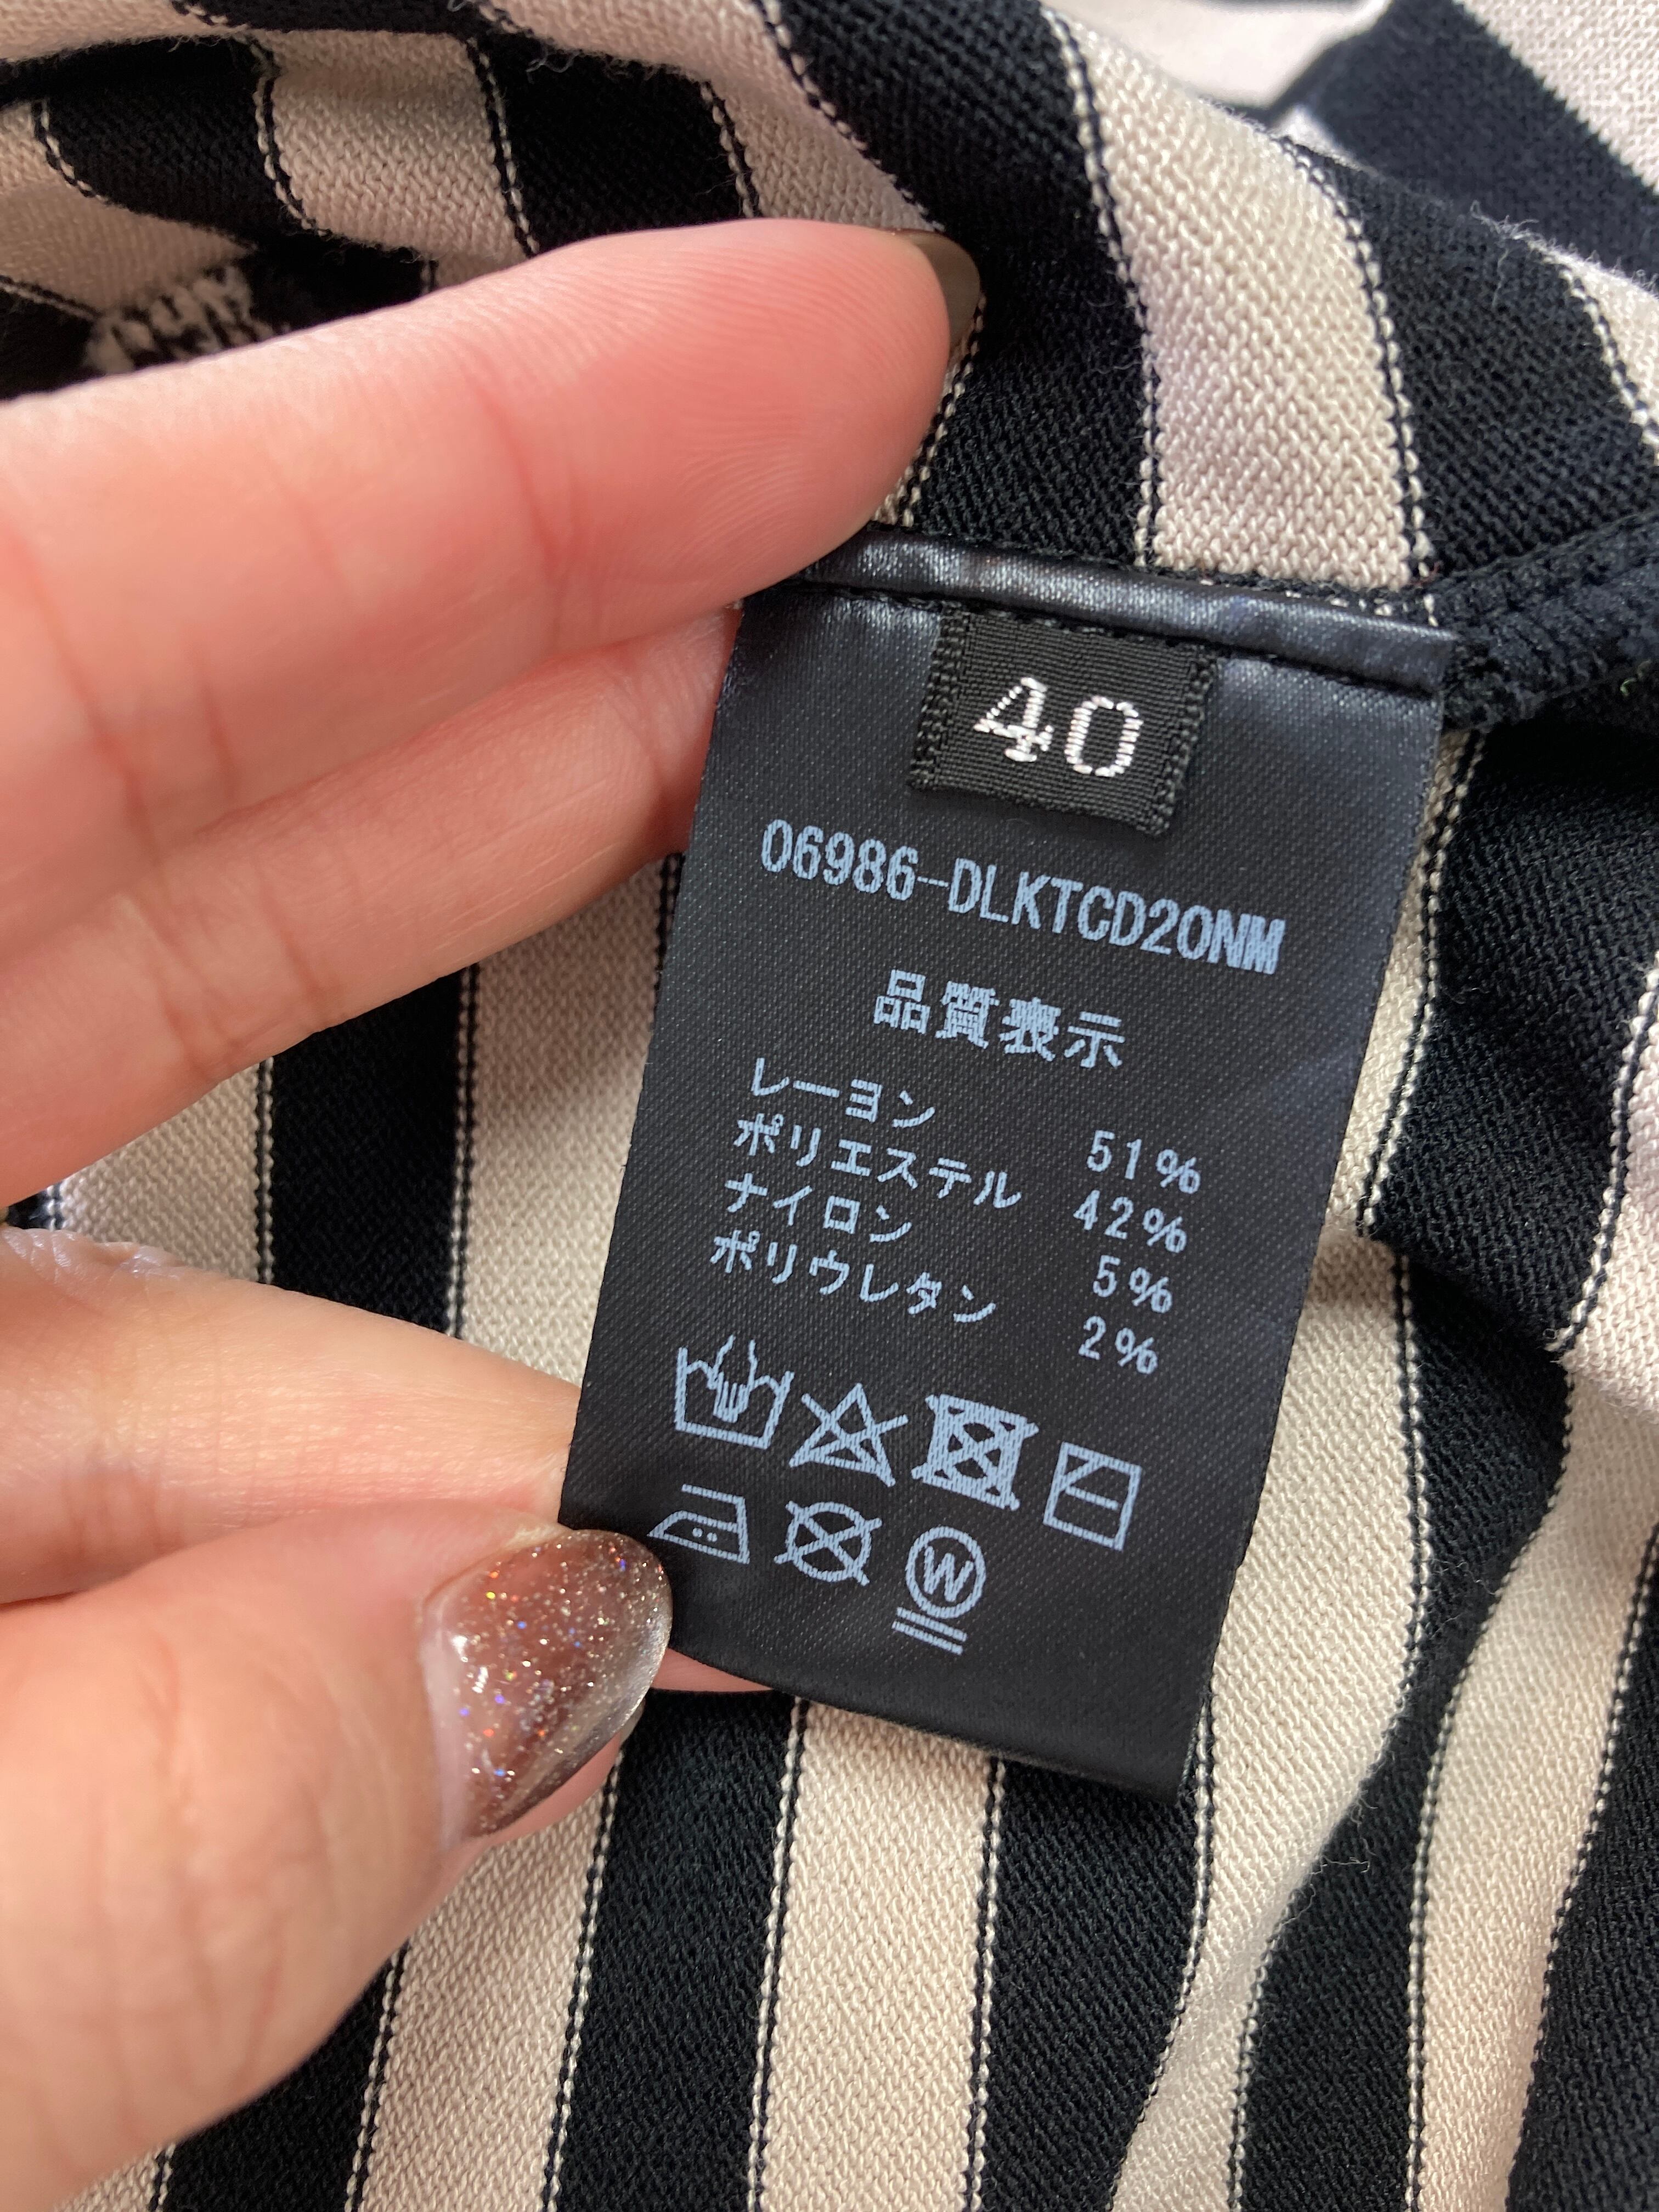 40
06986-DLKTCD20NM
品質表示
レーヨン 51%
ポリエステル 42%
ナイロン 5%
ポリウレタン 2%
W